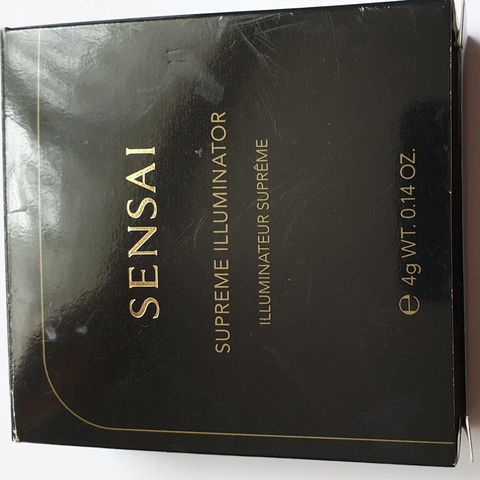 SENSAI
SUPREME ILLUMINATOR
ILLUMINATEUR SUPRÊME
℮ 4g WT. 0.14 OZ.